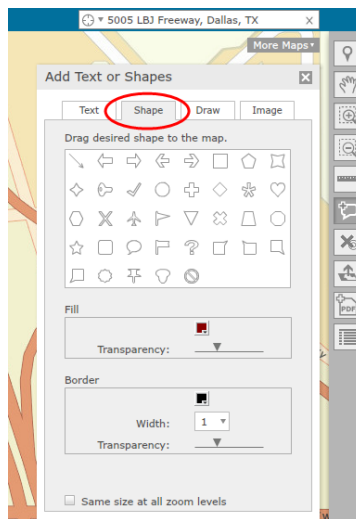 5005 LBJ Freeway, Dallas, TX X
More Maps
Add Text or Shapes
Text Shape Draw Image
Drag desired shape to the map.
Fill
Transparency:
Border
Width: 1
Transparency:
Same size at all zoom levels
PDF